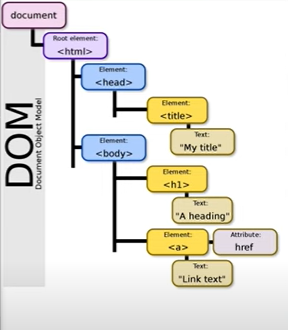 document
Root element:
<html>
Element:
<head>
Element:
<title>
Text:
"My title"
Element:
<body>
Element:
<h1>
Text:
"A heading"
Element:
<a>
Attribute:
href
Text:
"Link text"
DOM
Document Object Model